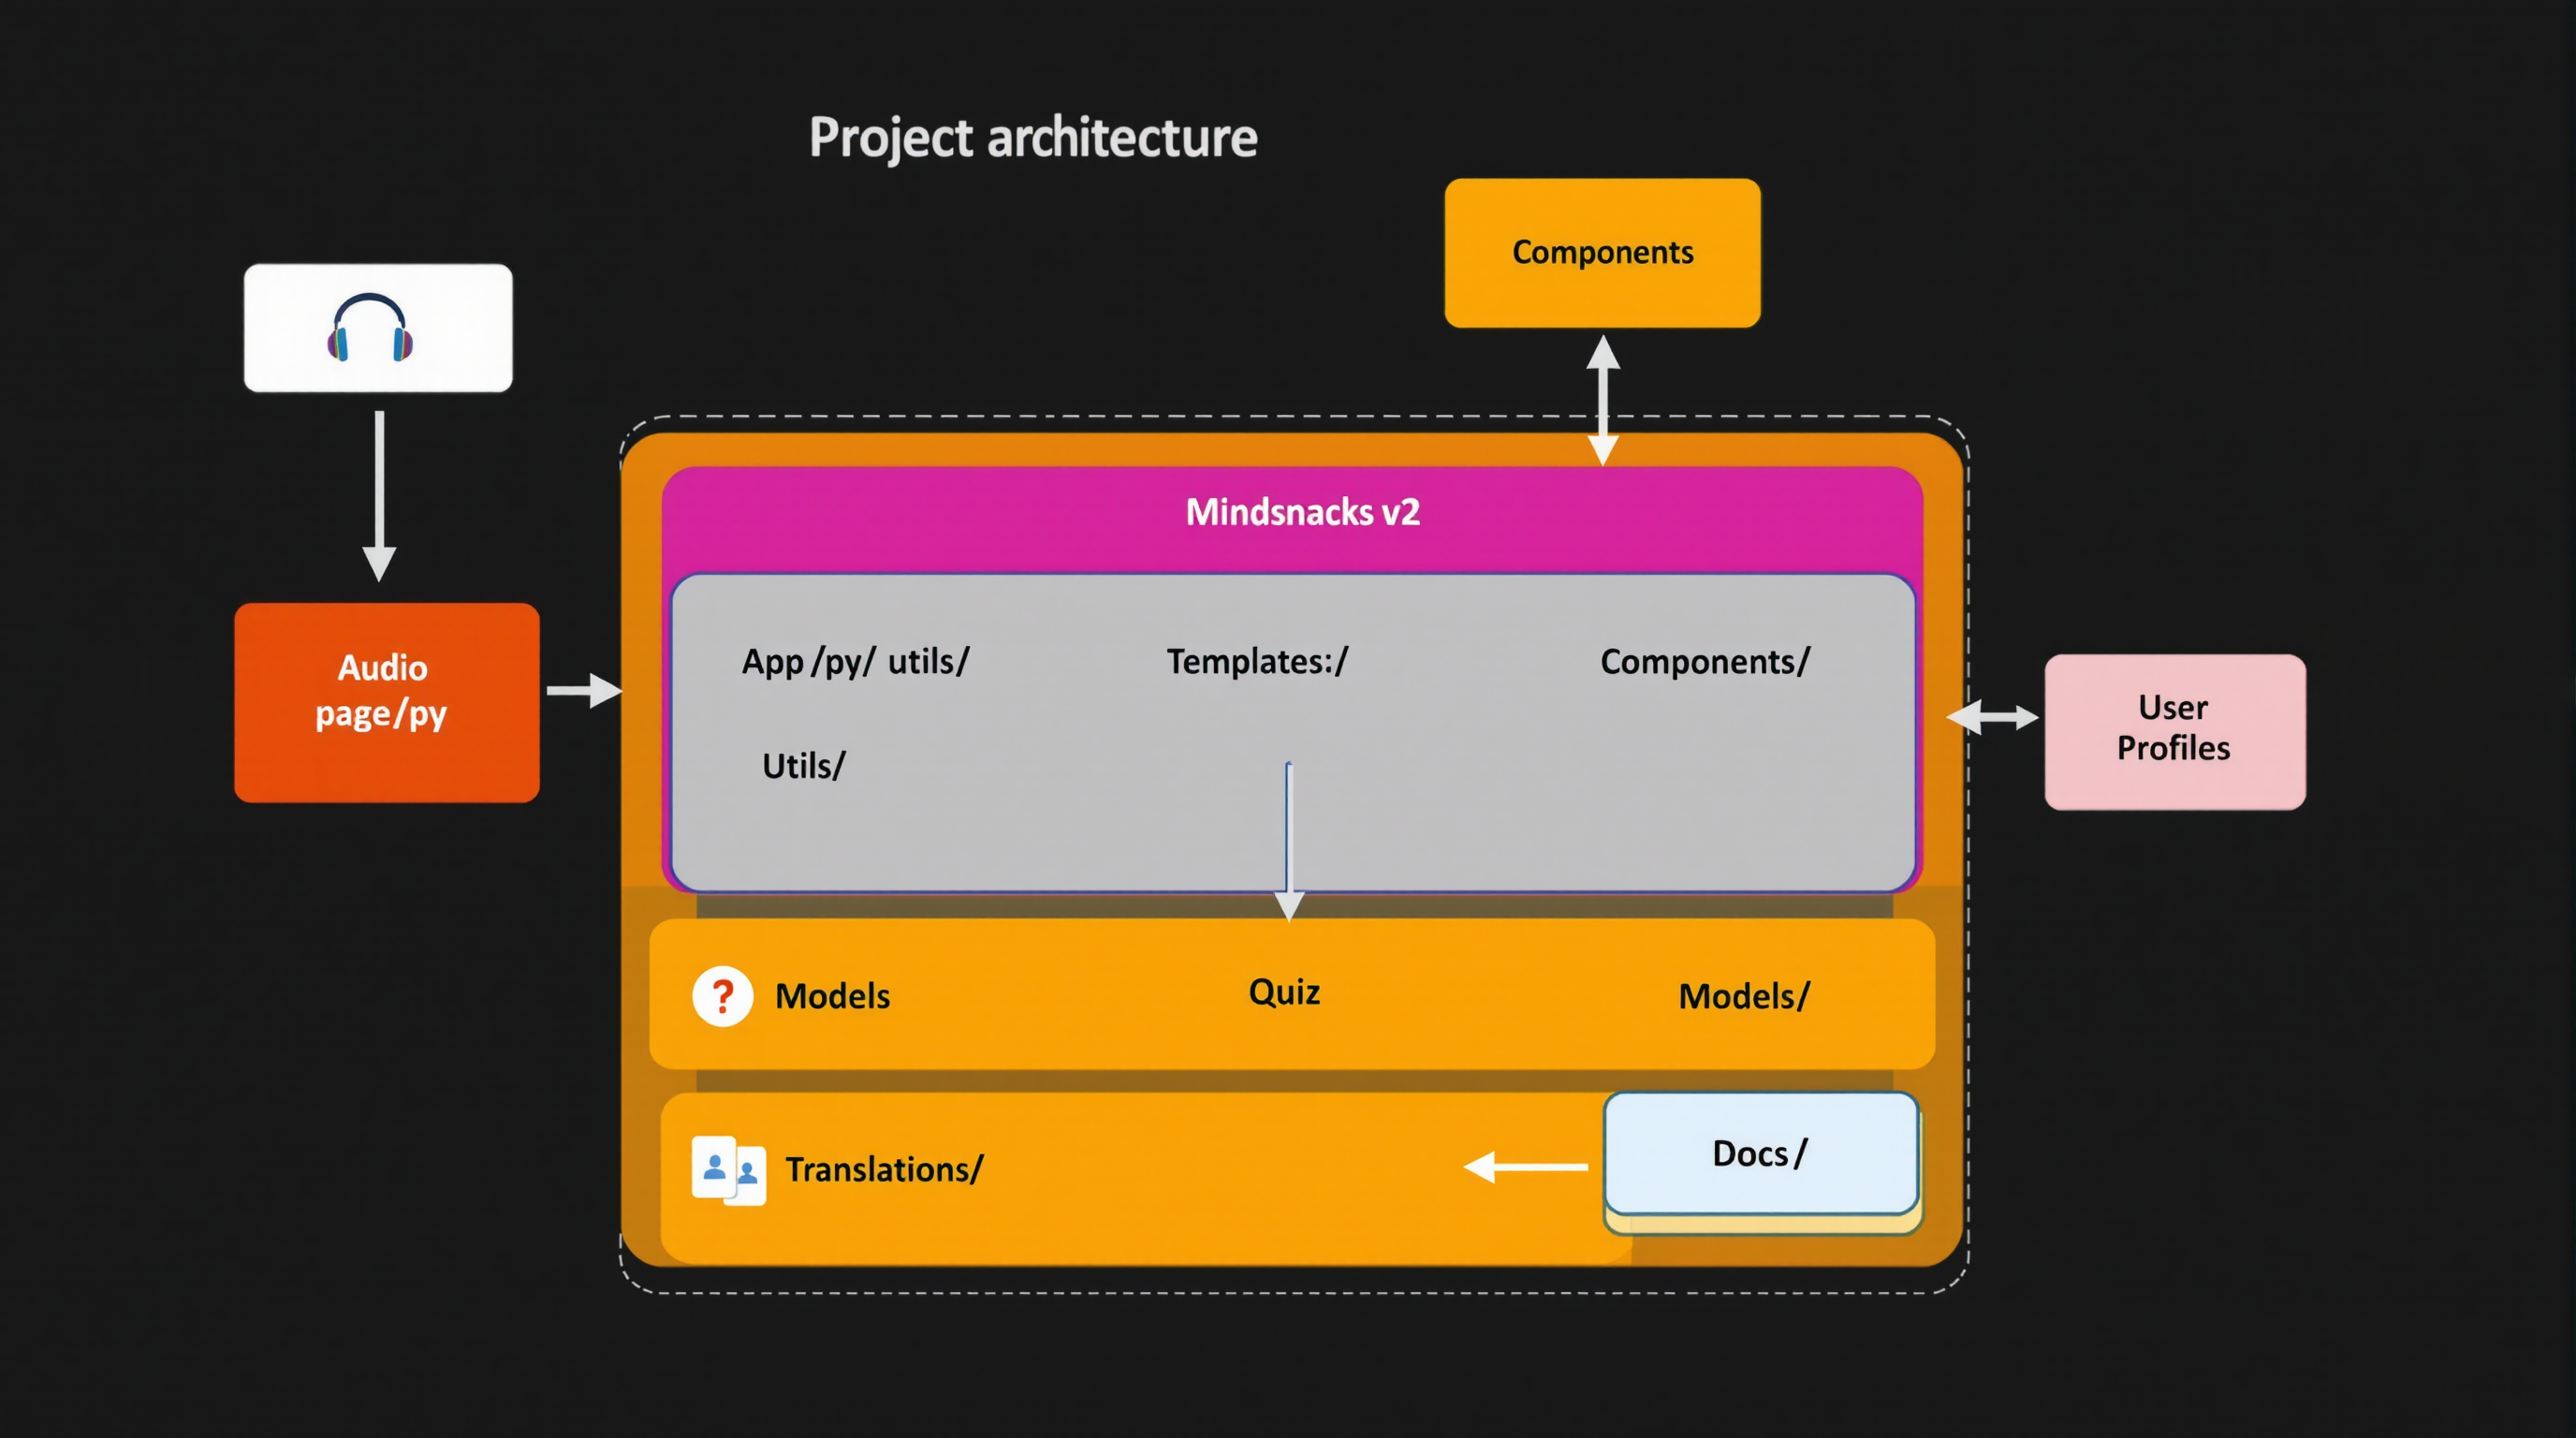 Project architecture
Components
Mindsnacks v2
Audio
page/py
App /py/ utils/
Templates:/
Components/
Utils/
User
Profiles
? Models
Quiz
Models/
Translations/
Docs /